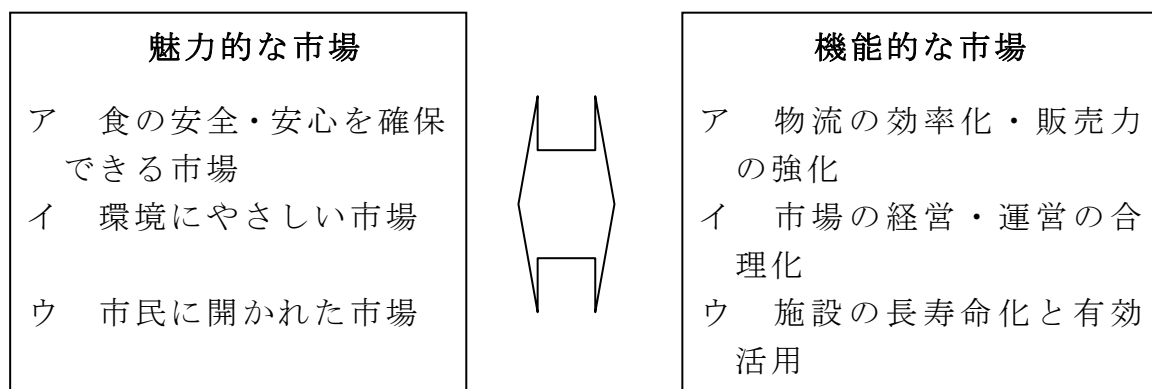 魅力的な市場
ア　食の安全・安心を確保
できる市場
イ　環境にやさしい市場
ウ　市民に開かれた市場
機能的な市場
ア　物流の効率化・販売力
の強化
イ　市場の経営・運営の合
理化
ウ　施設の長寿命化と有効
活用